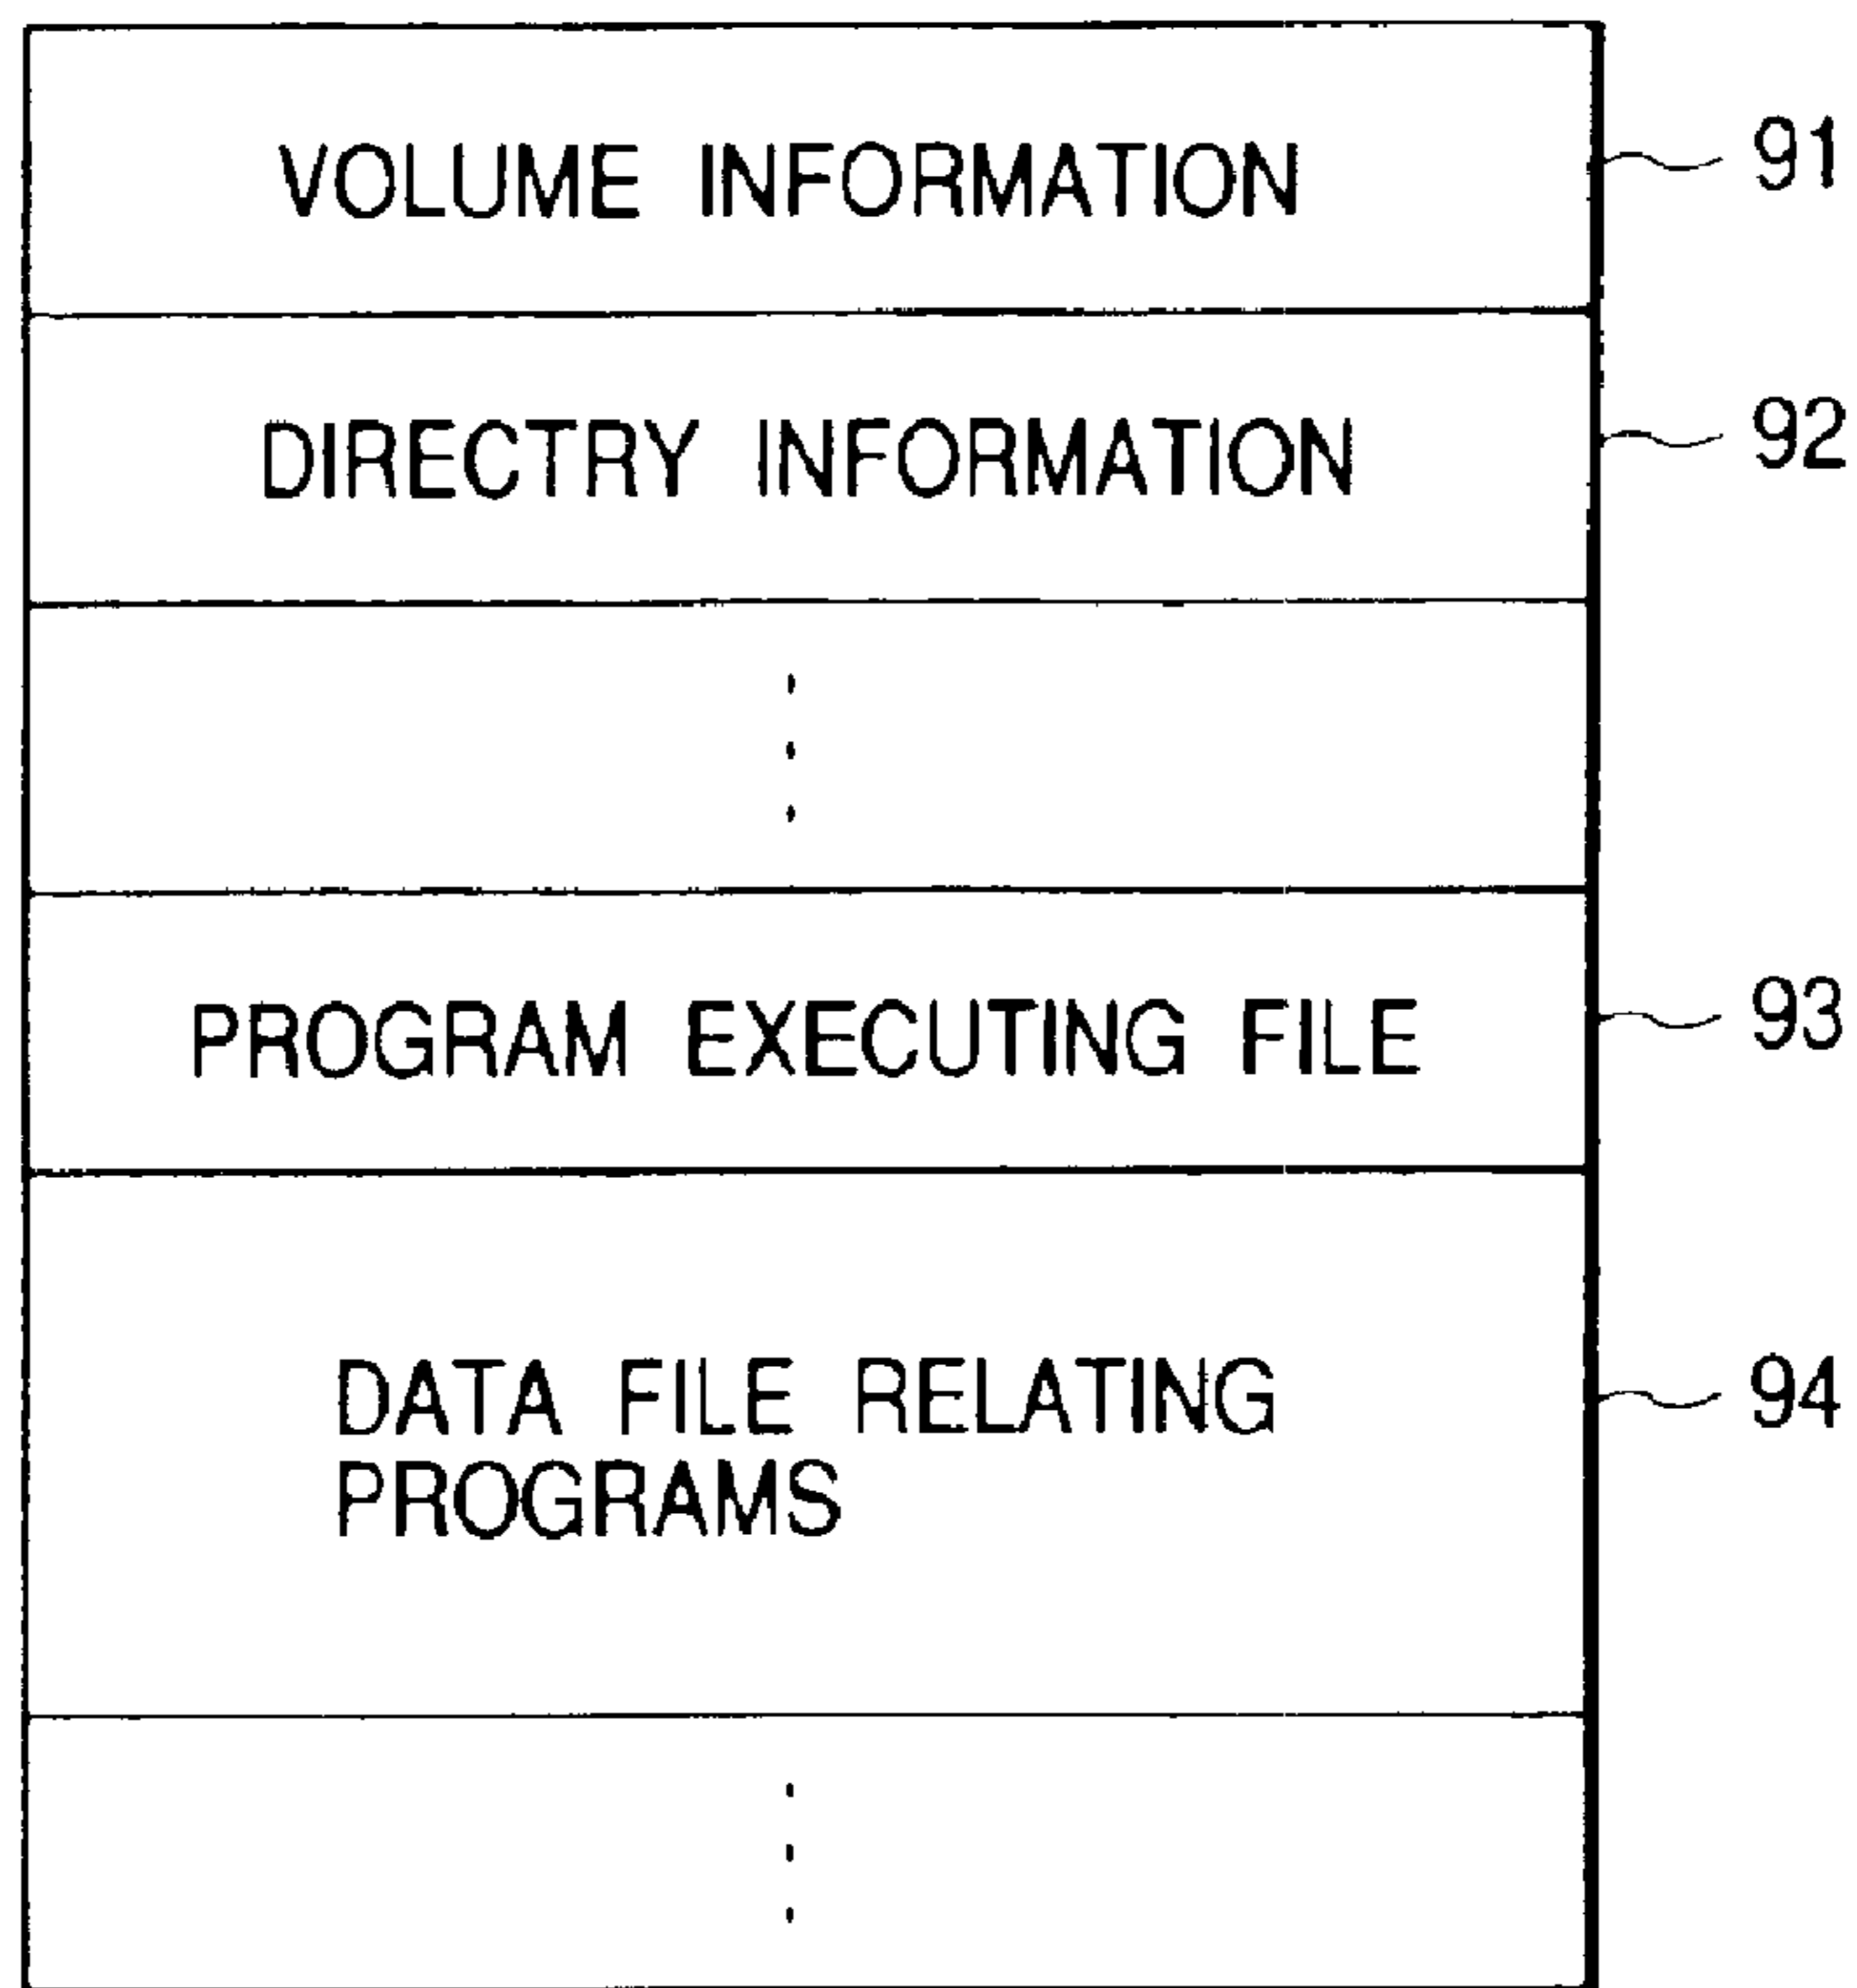 VOLUME INFORMATION 91
DIRECTRY INFORMATION 92
PROGRAM EXECUTING FILE 93
DATA FILE RELATING 94
PROGRAMS